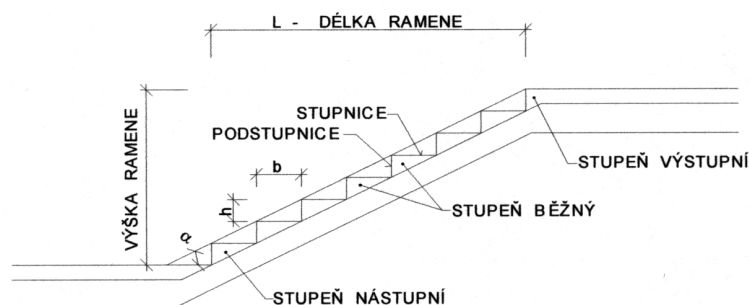 L - DÉLKA RAMENE
VÝŠKA RAMENE
STUPNICE
PODSTUPNICE
b
STUPEŇ VÝSTUPNÍ
h
STUPEŇ BĚŽNÝ
α
STUPEŇ NÁSTUPNÍ